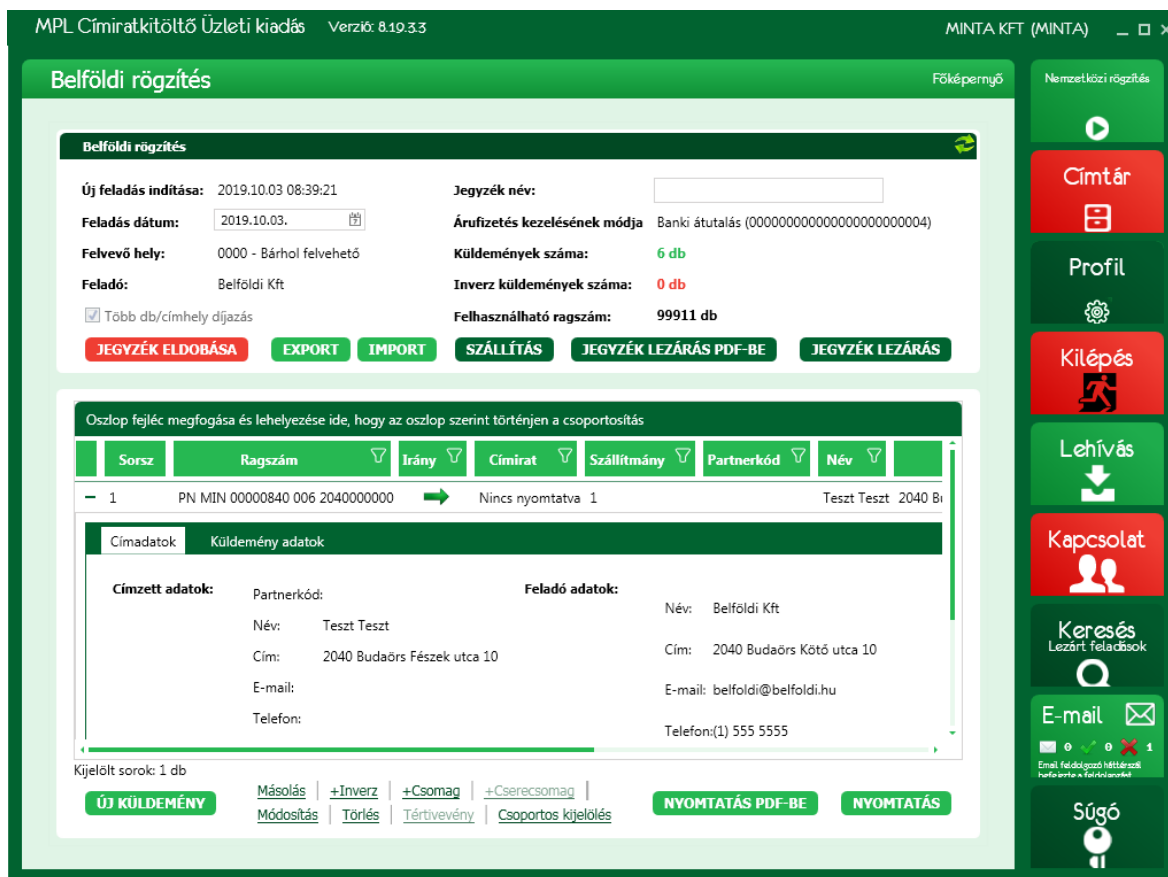 MPL Címiratkitöltő Üzleti kiadás Verzió: 8.19.3.3 MINTA KFT (MINTA)
Belföldi rögzítés Főképernyő
Nemzetközi rögzítés
Belföldi rögzítés
Új feladás indítása: 2019.10.03 08:39:21 Jegyzék név:
Feladás dátum: 2019.10.03. Árufizetés kezelésének módja Banki átutalás (000000000000000000000004)
Felvevő hely: 0000 - Bárhol felvehető Küldemények száma: 6 db
Feladó: Belföldi Kft Inverz küldemények száma: 0 db
Több db/címhely díjazás Felhasználható ragszám: 99911 db
JEGYZÉK ELDOBÁSA EXPORT IMPORT SZÁLLÍTÁS JEGYZÉK LEZÁRÁS PDF-BE JEGYZÉK LEZÁRÁS
Oszlop fejléc megfogása és lehelyezése ide, hogy az oszlop szerint történjen a csoportosítás
Sorsz Ragszám Irány Címirat Szállítmány Partnerkód Név
1 PN MIN 00000840 006 2040000000 Nincs nyomtatva 1 Teszt Teszt 2040
Címadatok Küldemény adatok
Címzett adatok: Feladó adatok:
Partnerkód:
Név: Teszt Teszt
Cím: 2040 Budaörs Fészek utca 10
E-mail:
Telefon:
Név: Belföldi Kft
Cím: 2040 Budaörs Kötő utca 10
E-mail: belfoldi@belfoldi.hu
Telefon:(1) 555 5555
Kijelölt sorok: 1 db
ÚJ KÜLDEMÉNY
Másolás +Inverz +Csomag +Cserecsomag
Módosítás Törlés Tértivevény Csoportos kijelölés
NYOMTATÁS PDF-BE NYOMTATÁS
Címtár
Profil
Kilépés
Lehívás
Kapcsolat
Keresés
Lezárt feladások
E-mail
0 0 1
Email feldolgozó háttérszál
befejezte a feldolgozást
Súgó